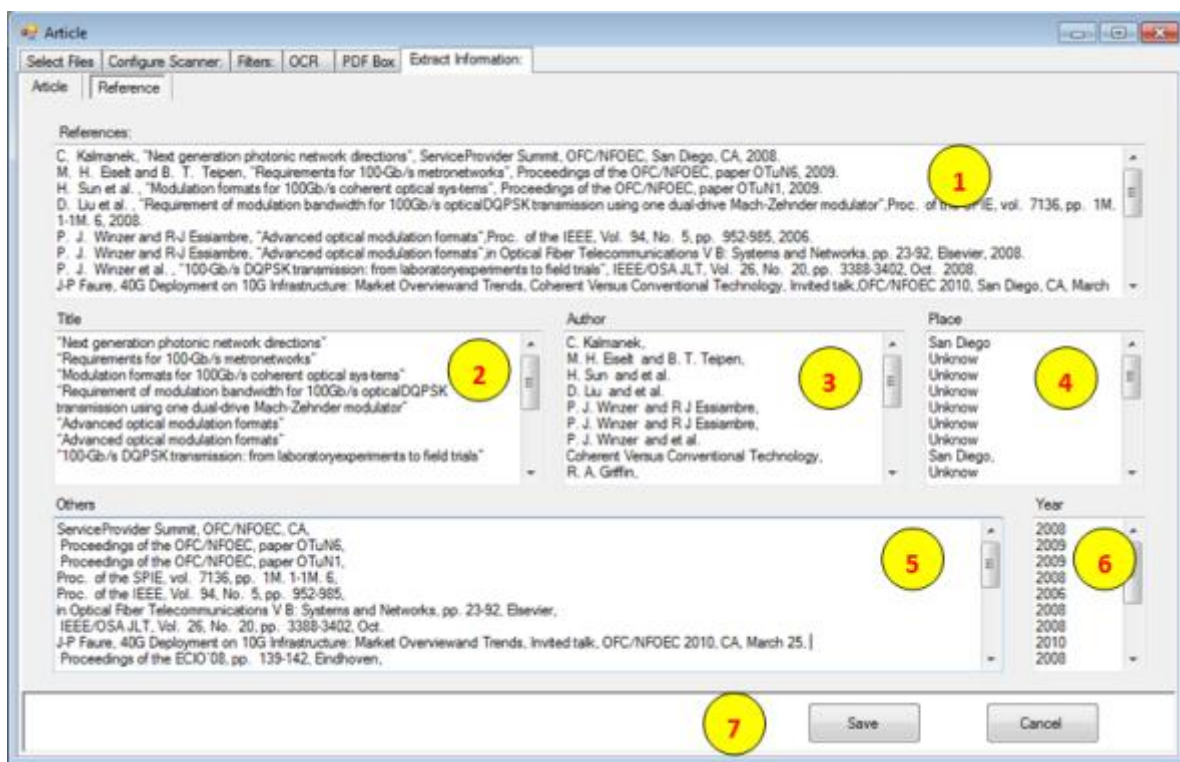 Article
Select Files Configure Scanner: Filters: OCR PDF Box Extract Information:
Article Reference
References:
C. Kalmanek, "Next generation photonic network directions", ServiceProvider Summit, OFC/NFOEC, San Diego, CA, 2008.
M. H. Eiselt and B. T. Teipen, "Requirements for 100-Gb/s metronetworks", Proceedings of the OFC/NFOEC, paper OTuN6, 2009.
H. Sun et al. , "Modulation formats for 100Gb/s coherent optical sys-tems", Proceedings of the OFC/NFOEC, paper OTuN1, 2009.
D. Liu et al. , "Requirement of modulation bandwidth for 100Gb/s opticalDQPSK transmission using one dual-drive Mach-Zehnder modulator",Proc. of the SPIE, vol. 7136, pp. 1M.
1-1M. 6, 2008.
P. J. Winzer and R-J Essiambre, "Advanced optical modulation formats",Proc. of the IEEE, Vol. 94, No. 5, pp. 952-985, 2006.
P. J. Winzer and R-J Essiambre, "Advanced optical modulation formats",in Optical Fiber Telecommunications V B: Systems and Networks, pp. 23-92, Elsevier, 2008.
P. J. Winzer et al. , "100-Gb/s DQPSK transmission: from laboratoryexperiments to field trials", IEEE/OSA JLT, Vol. 26, No. 20, pp. 3388-3402, Oct. 2008.
J-P Faure, 40G Deployment on 10G Infrastructure: Market Overviewand Trends, Coherent Versus Conventional Technology, Invited talk,OFC/NFOEC 2010, San Diego, CA, March
1
Title
"Next generation photonic network directions"
"Requirements for 100-Gb/s metronetworks"
"Modulation formats for 100Gb/s coherent optical sys-tems"
"Requirement of modulation bandwidth for 100Gb/s opticalDQPSK
transmission using one dual-drive Mach-Zehnder modulator"
"Advanced optical modulation formats"
"Advanced optical modulation formats"
"100-Gb/s DQPSK transmission: from laboratoryexperiments to field trials"
2
Author
C. Kalmanek,
M. H. Eiselt and B. T. Teipen,
H. Sun and et al.
D. Liu and et al.
P. J. Winzer and R J Essiambre,
P. J. Winzer and R J Essiambre,
P. J. Winzer and et al.
Coherent Versus Conventional Technology,
R. A. Griffin,
3
Place
San Diego
Unknow
Unknow
Unknow
Unknow
Unknow
Unknow
San Diego,
Unknow
4
Others
ServiceProvider Summit, OFC/NFOEC, CA,
Proceedings of the OFC/NFOEC, paper OTuN6,
Proceedings of the OFC/NFOEC, paper OTuN1,
Proc. of the SPIE, vol. 7136, pp. 1M. 1-1M. 6,
Proc. of the IEEE, Vol. 94, No. 5, pp. 952-985,
in Optical Fiber Telecommunications V B: Systems and Networks, pp. 23-92, Elsevier,
IEEE/OSA JLT, Vol. 26, No. 20, pp. 3388-3402, Oct.
J-P Faure, 40G Deployment on 10G Infrastructure: Market Overviewand Trends, Invited talk, OFC/NFOEC 2010, CA, March 25,
Proceedings of the ECIO'08, pp. 139-142, Eindhoven,
5
Year
2008
2009
2009
2008
2006
2008
2008
2010
2008
6
7
Save
Cancel